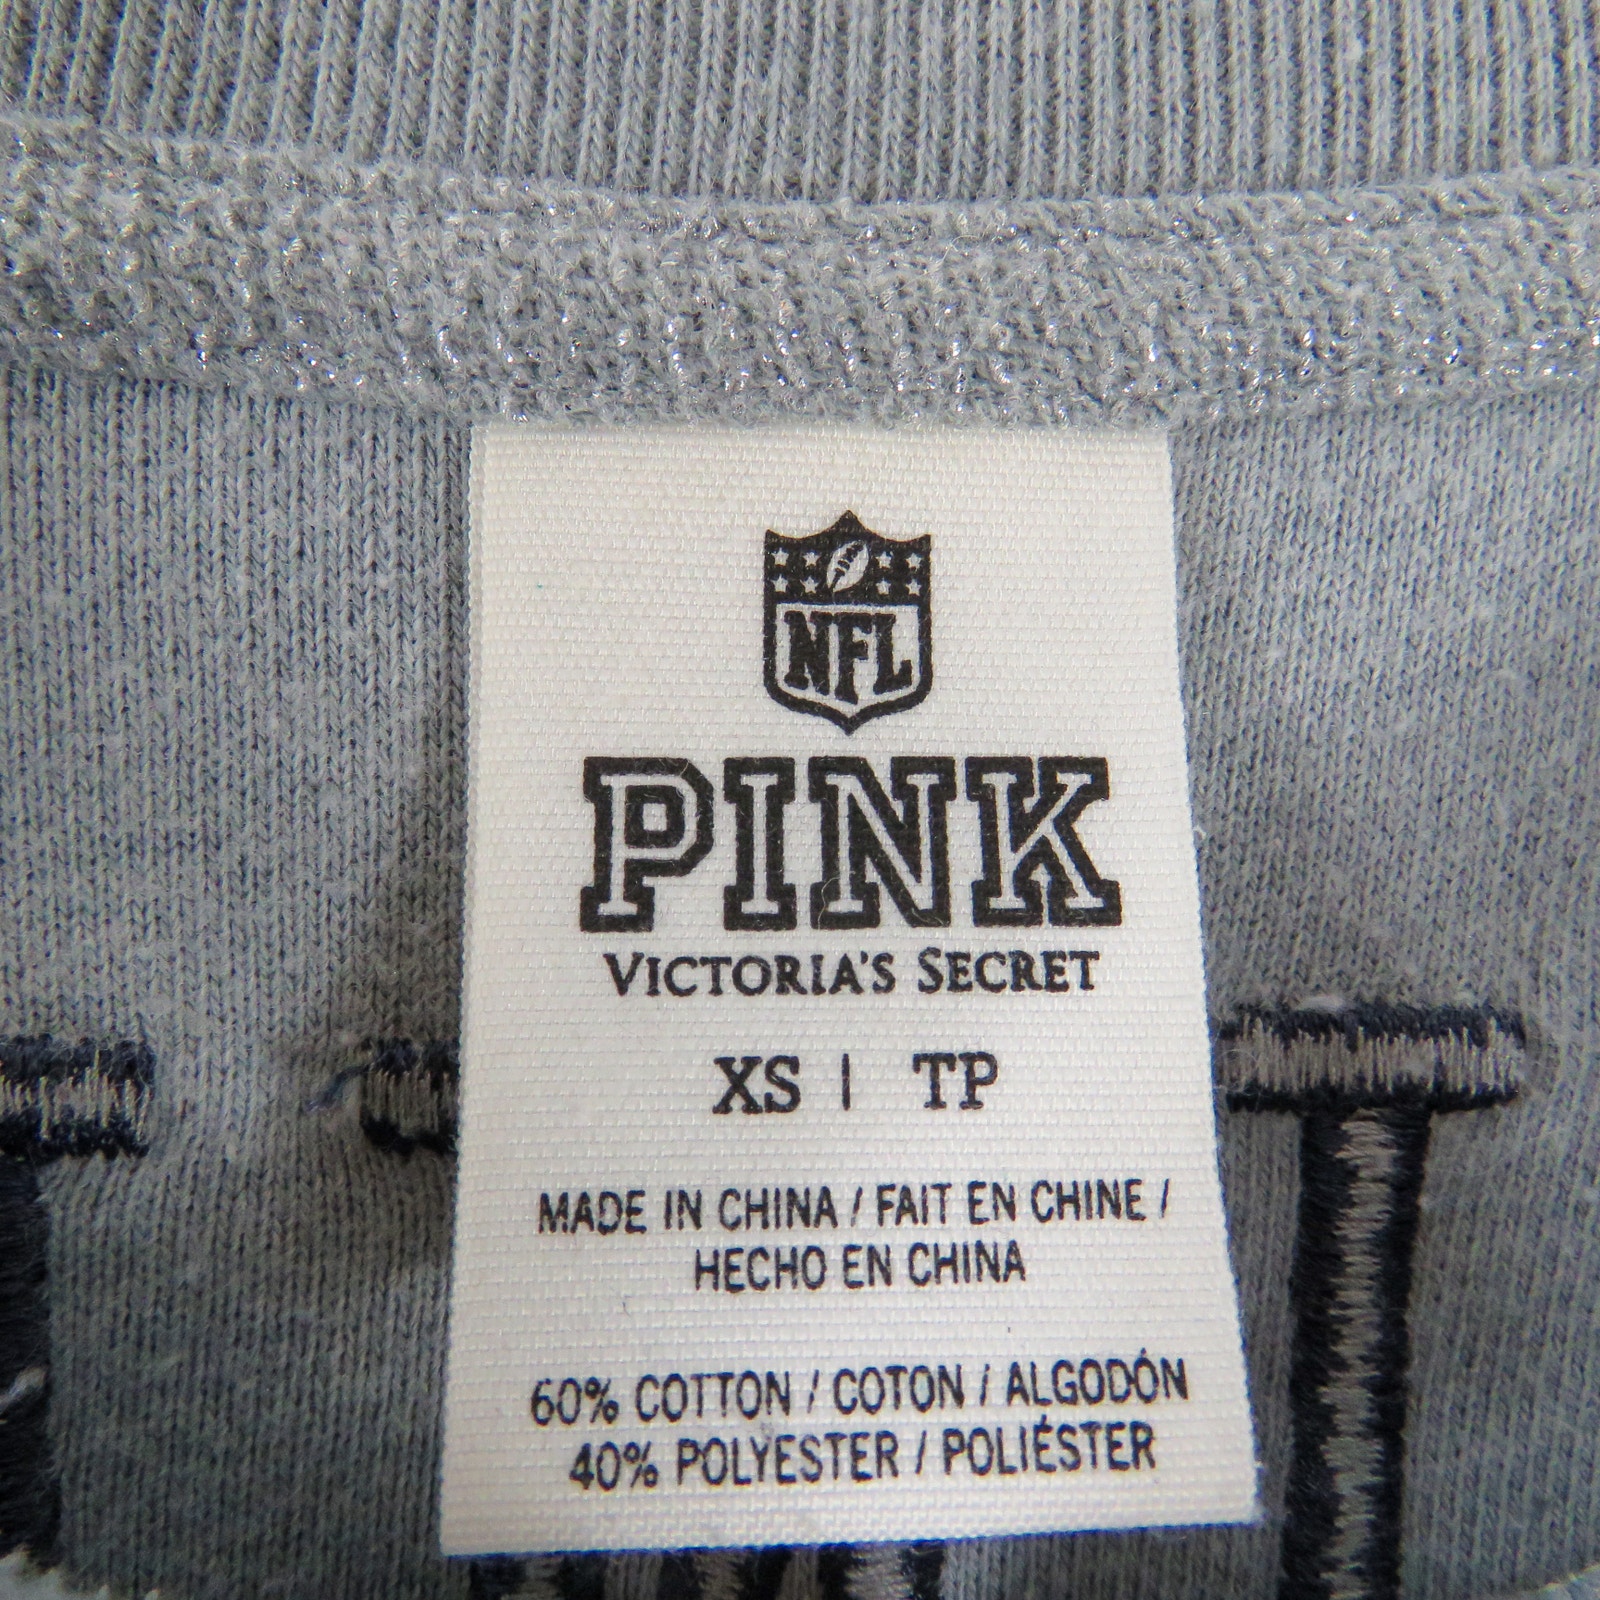 NFL
PINK
VICTORIA'S SECRET
XS | TP
MADE IN CHINA / FAIT EN CHINE /
HECHO EN CHINA
60% COTTON / COTON / ALGODÓN
40% POLYESTER / POLIÉSTER